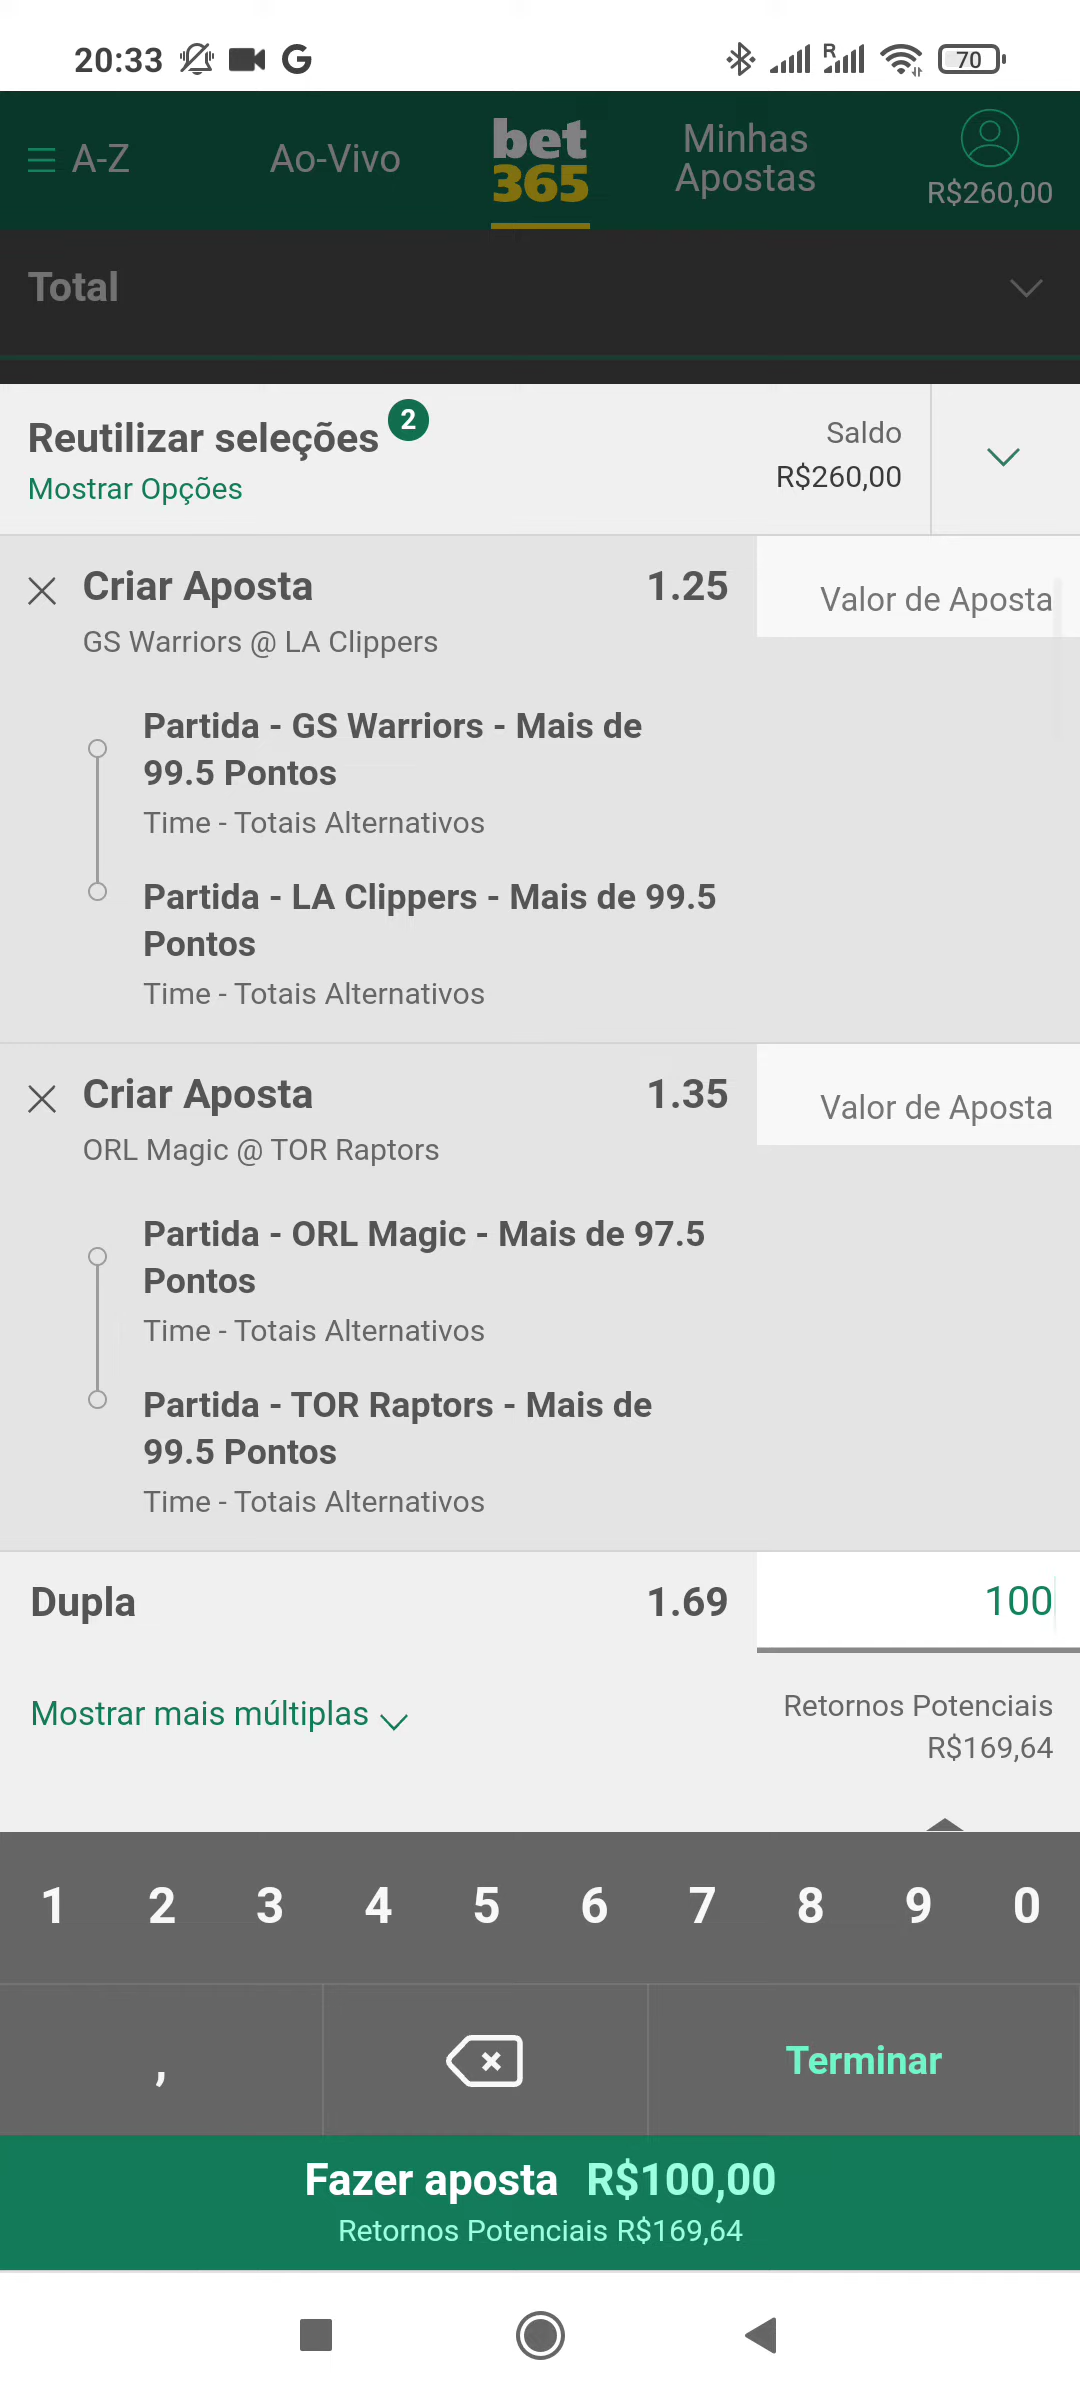 20:33
R
70
A-Z
Ao-Vivo
bet
365
Minhas
Apostas
R$260,00
Total
Reutilizar seleções 2
Mostrar Opções
Saldo
R$260,00
Criar Aposta 1.25
Valor de Aposta
GS Warriors @ LA Clippers
Partida - GS Warriors - Mais de
99.5 Pontos
Time - Totais Alternativos
Partida - LA Clippers - Mais de 99.5
Pontos
Time - Totais Alternativos
Criar Aposta 1.35
Valor de Aposta
ORL Magic @ TOR Raptors
Partida - ORL Magic - Mais de 97.5
Pontos
Time - Totais Alternativos
Partida - TOR Raptors - Mais de
99.5 Pontos
Time - Totais Alternativos
Dupla 1.69 100
Mostrar mais múltiplas
Retornos Potenciais
R$169,64
1 2 3 4 5 6 7 8 9 0
, Terminar
Fazer aposta R$100,00
Retornos Potenciais R$169,64